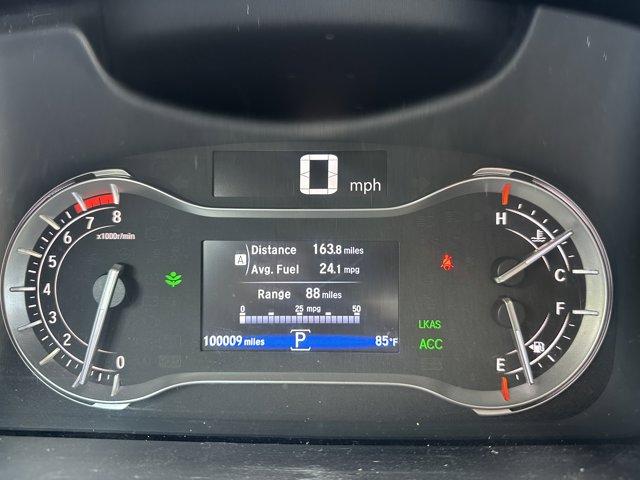 0 mph
8
7
6
5
4
3
2
0
x1000r/min
A
Distance 163.8 miles
Avg. Fuel 24.1 mpg
Range 88 miles
0 25 mpg 50
100009 miles P 85°F
LKAS
ACC
H
C
F
E